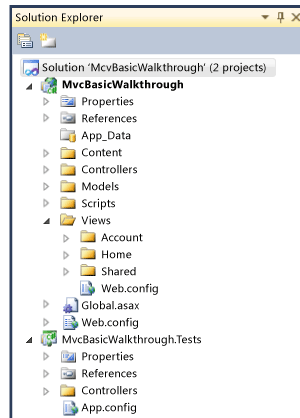 Solution Explorer
Solution 'McvBasicWalkthrough' (2 projects)
MvcBasicWalkthrough
Properties
References
App_Data
Content
Controllers
Models
Scripts
Views
Account
Home
Shared
Web.config
Global.asax
Web.config
MvcBasicWalkthrough.Tests
Properties
References
Controllers
App.config